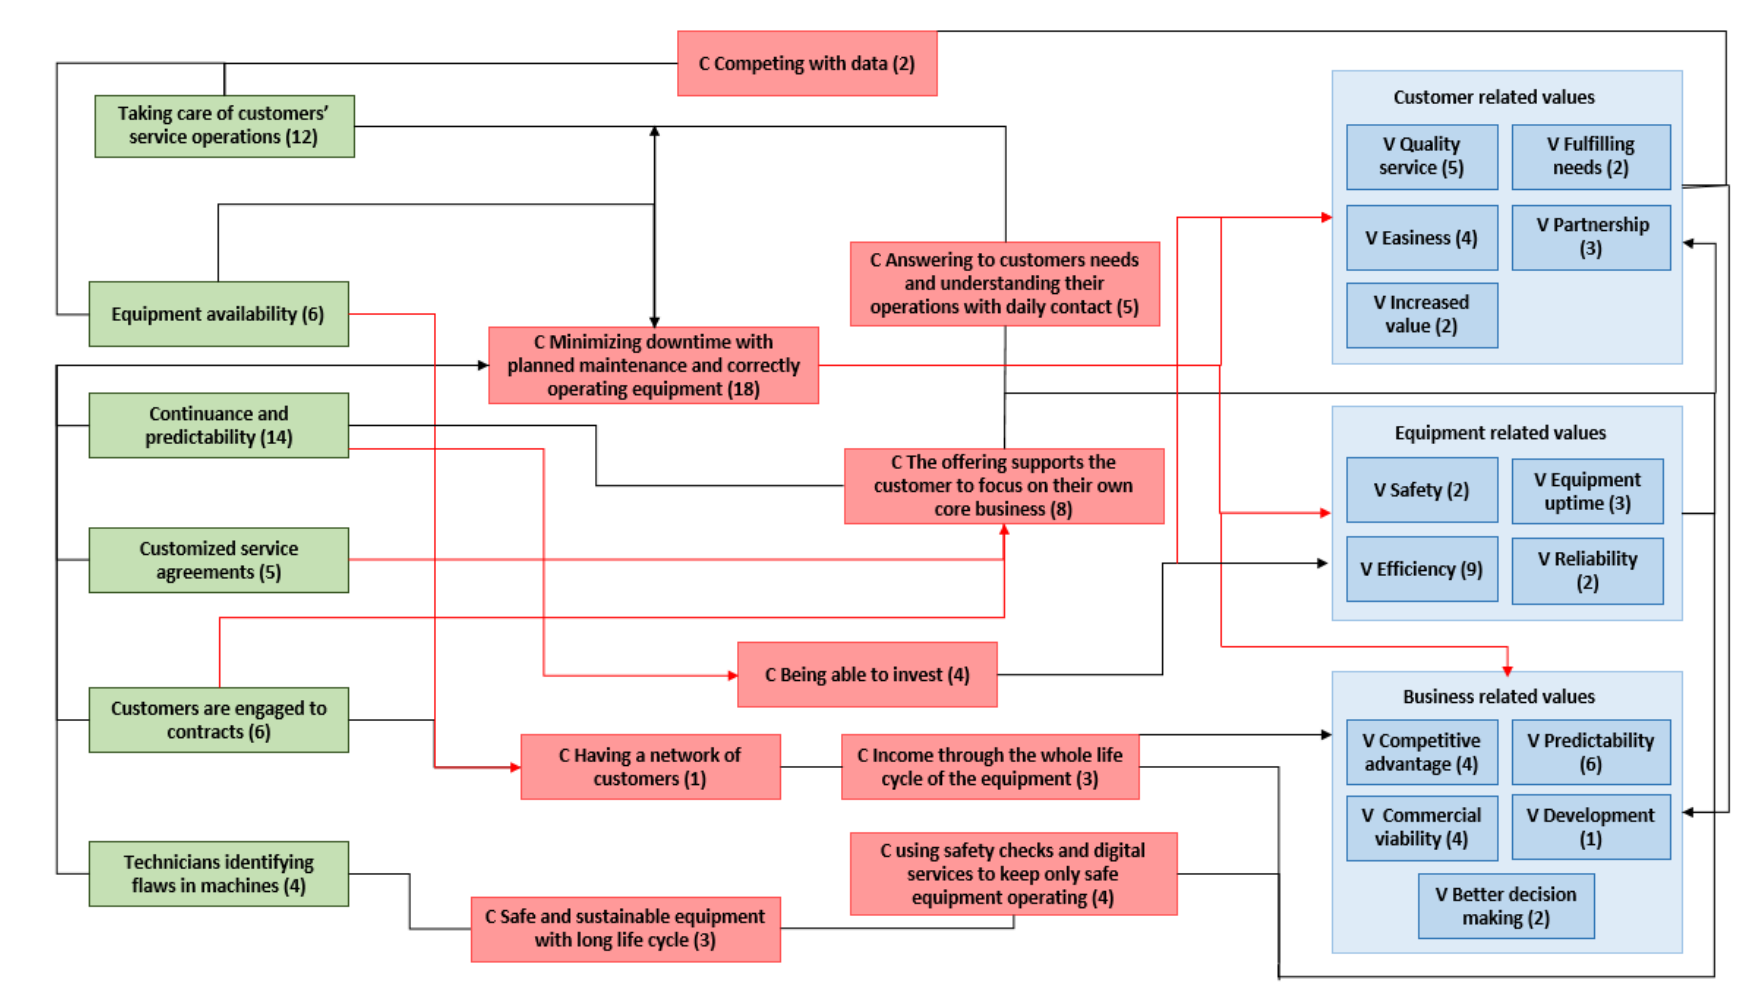 C Competing with data (2)
Taking care of customers’
service operations (12)
Equipment availability (6)
Continuance and
predictability (14)
Customized service
agreements (5)
Customers are engaged to
contracts (6)
Technicians identifying
flaws in machines (4)
C Answering to customers needs
and understanding their
operations with daily contact (5)
C Minimizing downtime with
planned maintenance and correctly
operating equipment (18)
C The offering supports the
customer to focus on their own
core business (8)
C Being able to invest (4)
C Having a network of
customers (1)
C Income through the whole life
cycle of the equipment (3)
C using safety checks and digital
services to keep only safe
equipment operating (4)
C Safe and sustainable equipment
with long life cycle (3)
Customer related values
V Quality
service (5)
V Fulfilling
needs (2)
V Easiness (4)
V Partnership
(3)
V Increased
value (2)
Equipment related values
V Safety (2)
V Equipment
uptime (3)
V Efficiency (9)
V Reliability
(2)
Business related values
V Competitive
advantage (4)
V Predictability
(6)
V Commercial
viability (4)
V Development
(1)
V Better decision
making (2)